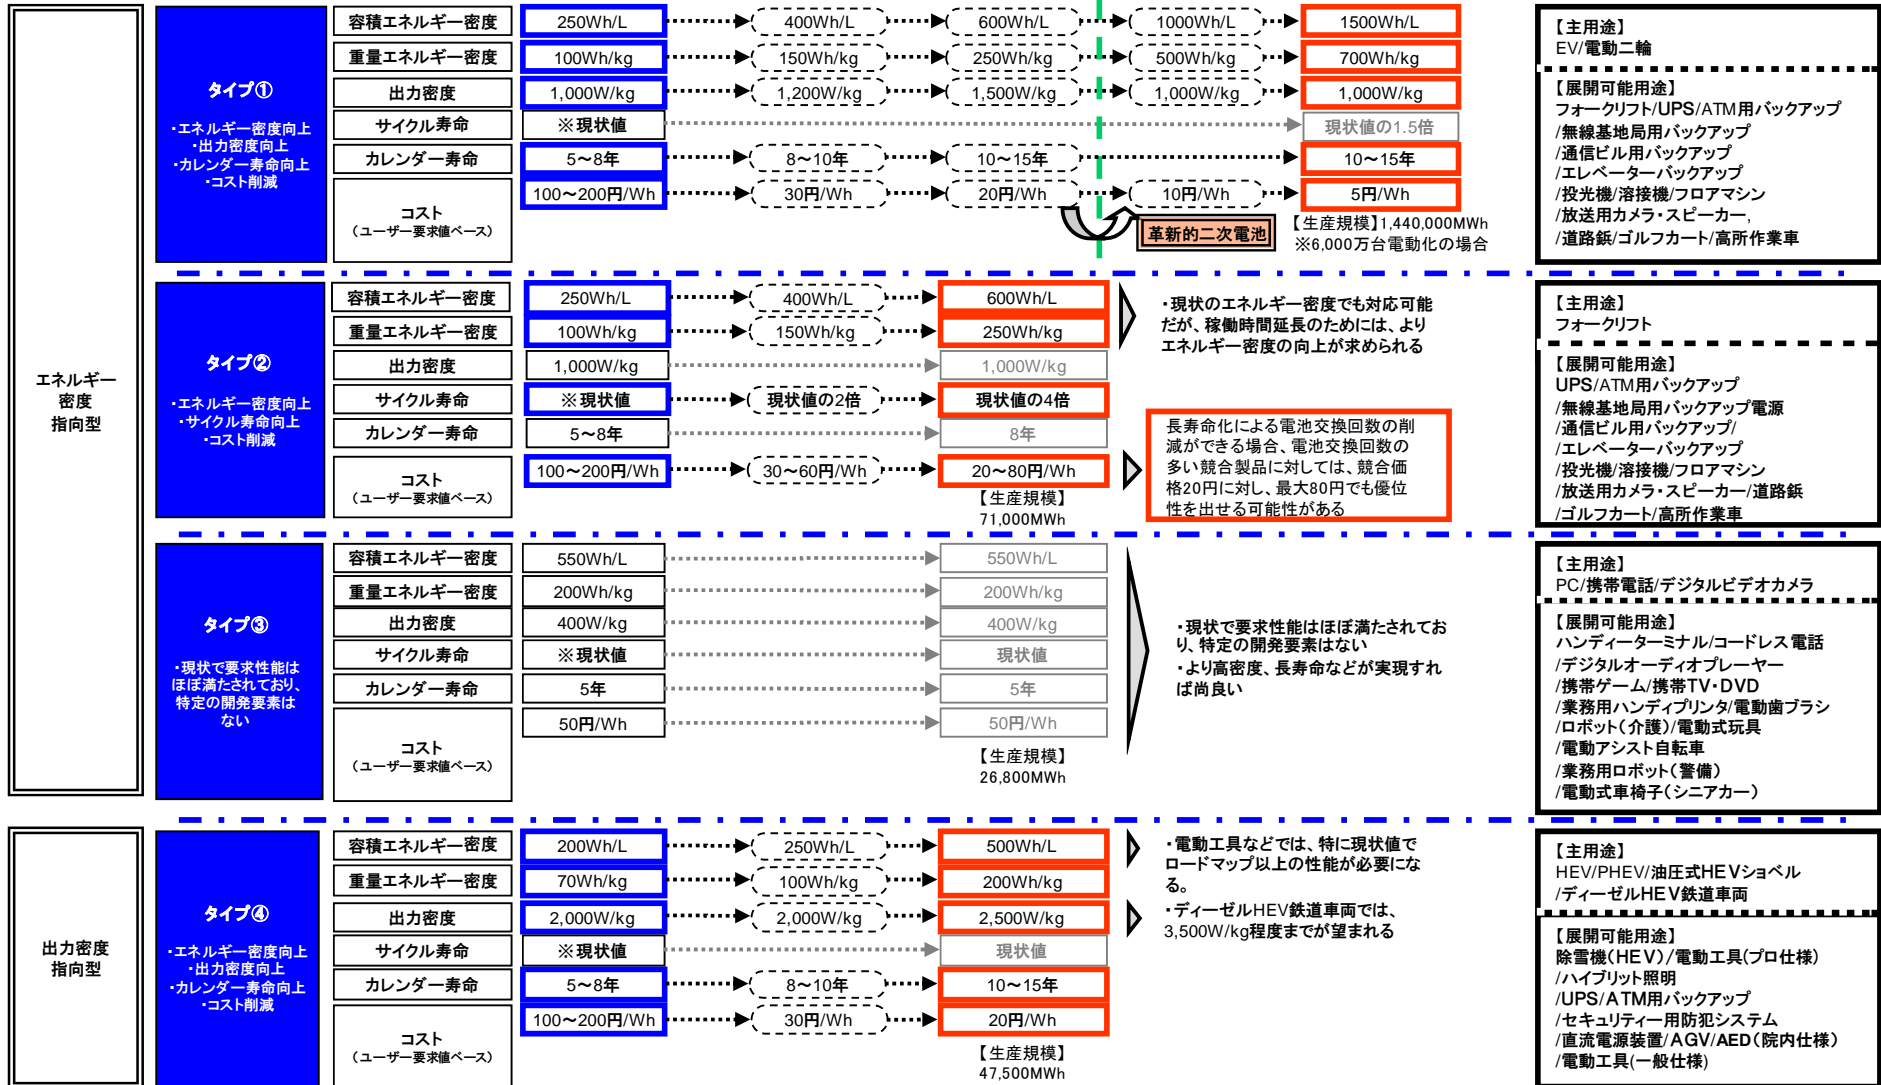 エネルギー
密度
指向型
タイプ①
・エネルギー密度向上
・出力密度向上
・カレンダー寿命向上
・コスト削減
容積エネルギー密度
250Wh/L
400Wh/L
600Wh/L
1000Wh/L
1500Wh/L
重量エネルギー密度
100Wh/kg
150Wh/kg
250Wh/kg
500Wh/kg
700Wh/kg
出力密度
1,000W/kg
1,200W/kg
1,500W/kg
1,000W/kg
1,000W/kg
サイクル寿命
※現状値
現状値の1.5倍
カレンダー寿命
5～8年
8～10年
10～15年
10～15年
コスト
（ユーザー要求値ベース）
100～200円/Wh
30円/Wh
20円/Wh
10円/Wh
5円/Wh
革新的二次電池
【生産規模】1,440,000MWh
※6,000万台電動化の場合
【主用途】
EV/電動二輪
【展開可能用途】
フォークリフト/UPS/ATM用バックアップ
/無線基地局用バックアップ
/通信ビル用バックアップ
/エレベーターバックアップ
/投光機/溶接機/フロアマシン
/放送用カメラ・スピーカー,
/道路鋲/ゴルフカート/高所作業車
タイプ②
・エネルギー密度向上
・サイクル寿命向上
・コスト削減
容積エネルギー密度
250Wh/L
400Wh/L
600Wh/L
重量エネルギー密度
100Wh/kg
150Wh/kg
250Wh/kg
出力密度
1,000W/kg
1,000W/kg
サイクル寿命
※現状値
現状値の2倍
現状値の4倍
カレンダー寿命
5～8年
8年
コスト
（ユーザー要求値ベース）
100～200円/Wh
30～60円/Wh
20～80円/Wh
【生産規模】
71,000MWh
・現状のエネルギー密度でも対応可能
だが、稼働時間延長のためには、より
エネルギー密度の向上が求められる
長寿命化による電池交換回数の削
減ができる場合、電池交換回数の
多い競合製品に対しては、競合価
格20円に対し、最大80円でも優位
性を出せる可能性がある
【主用途】
フォークリフト
【展開可能用途】
UPS/ATM用バックアップ
/無線基地局用バックアップ電源
/通信ビル用バックアップ/
/エレベーターバックアップ
/投光機/溶接機/フロアマシン
/放送用カメラ・スピーカー/道路鋲
/ゴルフカート/高所作業車
タイプ③
・現状で要求性能は
ほぼ満たされており、
特定の開発要素は
ない
容積エネルギー密度
550Wh/L
550Wh/L
重量エネルギー密度
200Wh/kg
200Wh/kg
出力密度
400W/kg
400W/kg
サイクル寿命
※現状値
現状値
カレンダー寿命
5年
5年
コスト
（ユーザー要求値ベース）
50円/Wh
50円/Wh
【生産規模】
26,800MWh
・現状で要求性能はほぼ満たされてお
り、特定の開発要素はない
・より高密度、長寿命などが実現すれ
ば尚良い
【主用途】
PC/携帯電話/デジタルビデオカメラ
【展開可能用途】
ハンディーターミナル/コードレス電話
/デジタルオーディオプレーヤー
/携帯ゲーム/携帯TV・DVD
/業務用ハンディプリンタ/電動歯ブラシ
/ロボット（介護）/電動式玩具
/電動アシスト自転車
/業務用ロボット（警備）
/電動式車椅子（シニアカー）
出力密度
指向型
タイプ④
・エネルギー密度向上
・出力密度向上
・カレンダー寿命向上
・コスト削減
容積エネルギー密度
200Wh/L
250Wh/L
500Wh/L
重量エネルギー密度
70Wh/kg
100Wh/kg
200Wh/kg
出力密度
2,000W/kg
2,000W/kg
2,500W/kg
サイクル寿命
※現状値
現状値
カレンダー寿命
5～8年
8～10年
10～15年
コスト
（ユーザー要求値ベース）
100～200円/Wh
30円/Wh
20円/Wh
【生産規模】
47,500MWh
・電動工具などでは、特に現状値で
ロードマップ以上の性能が必要にな
る。
・ディーゼルHEV鉄道車両では、
3,500W/kg程度までが望まれる
【主用途】
HEV/PHEV/油圧式HEVショベル
/ディーゼルHEV鉄道車両
【展開可能用途】
除雪機（HEV）/電動工具(プロ仕様)
/ハイブリット照明
/UPS/ATM用バックアップ
/セキュリティー用防犯システム
/直流電源装置/AGV/AED（院内仕様）
/電動工具(一般仕様)